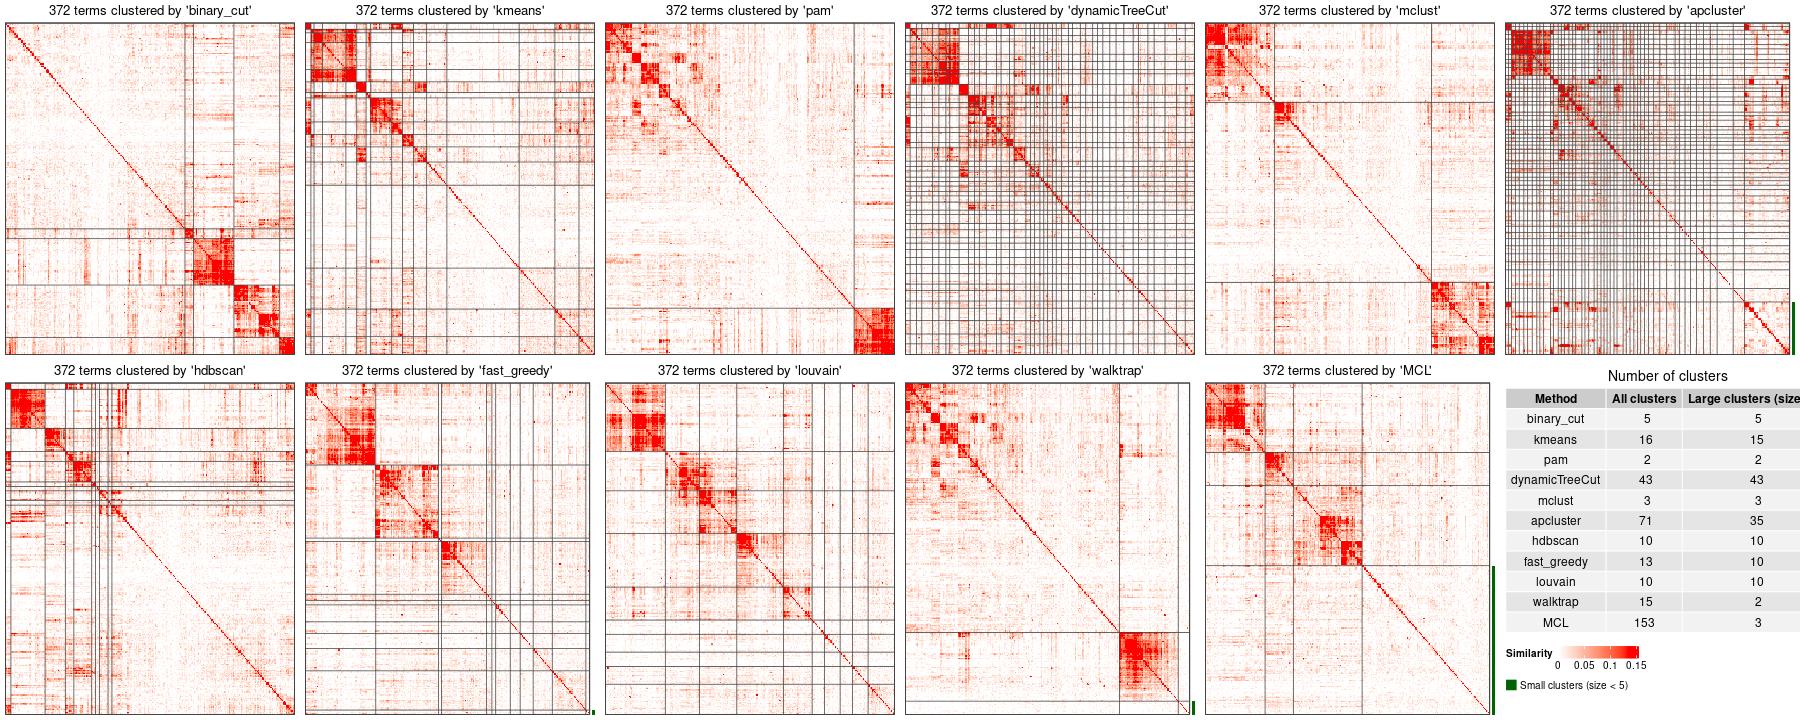 372 terms clustered by 'binary_cut'
372 terms clustered by 'kmeans'
372 terms clustered by 'pam'
372 terms clustered by 'dynamicTreeCut'
372 terms clustered by 'mclust'
372 terms clustered by 'apcluster'
372 terms clustered by 'hdbscan'
372 terms clustered by 'fast_greedy'
372 terms clustered by 'louvain'
372 terms clustered by 'walktrap'
372 terms clustered by 'MCL'
Number of clusters
Method All clusters Large clusters (size
binary_cut 5 5
kmeans 16 15
pam 2 2
dynamicTreeCut 43 43
mclust 3 3
apcluster 71 35
hdbscan 10 10
fast_greedy 13 10
louvain 10 10
walktrap 15 2
MCL 153 3
Similarity
0 0.05 0.1 0.15
Small clusters (size < 5)